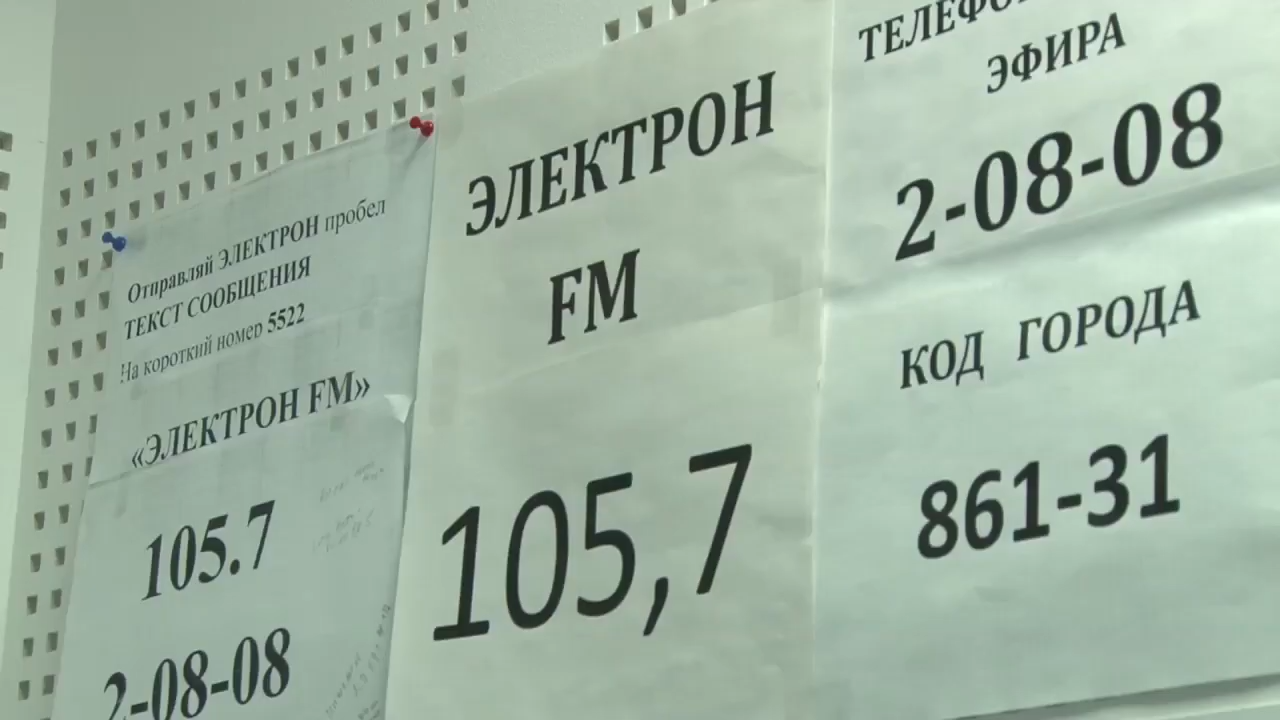 Отправляй ЭЛЕКТРОН пробел
ТЕКСТ СООБЩЕНИЯ
На короткий номер 5522
«ЭЛЕКТРОН FM»
105.7
2-08-08
ЭЛЕКТРОН
FM
105,7
ЭФИРА
2-08-08
КОД ГОРОДА
861-31